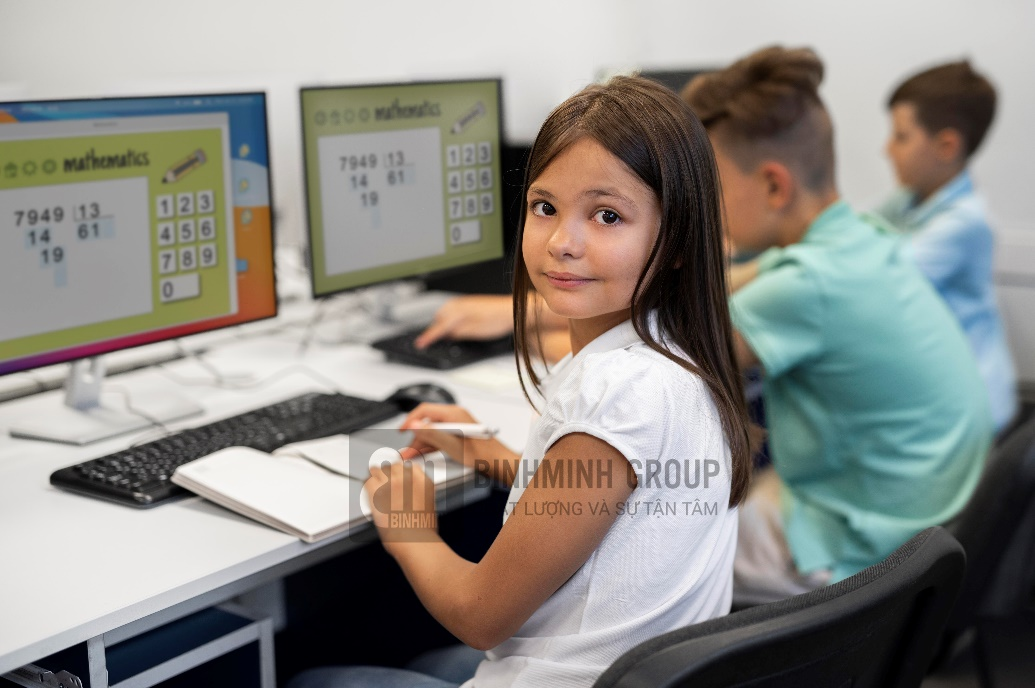 mathematics
7949 13
14 61
19
1 2 3
4 5 6
7 8 9
0
mathematics
7949 13
14 61
19
1 2 3
4 5 6
7 8 9
0
BINHMINH GROUP
ẤT LƯỢNG VÀ SỰ TẬN TÂM
BINHMINH